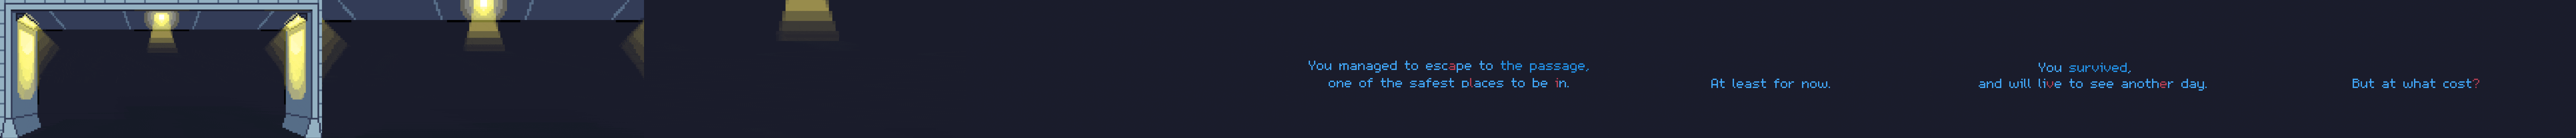 You managed to escape to the passage,
one of the safest places to be in.
At least for now.
You survived,
and will live to see another day.
But at what cost?